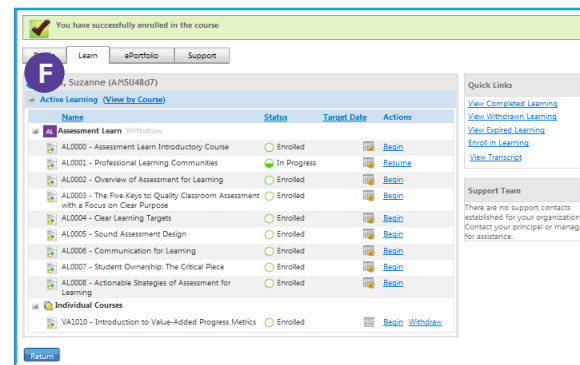 You have successfully enrolled in the course
Learn
ePortfolio
Support
F
, Suzanne (AMSU48d7)
Active Learning (View by Course)
Name Status Target Date Actions
AL Assessment Learn Withdraw
AL0000 - Assessment Learn Introductory Course Enrolled Begin
AL0001 - Professional Learning Communities In Progress Resume
AL0002 - Overview of Assessment for Learning Enrolled Begin
AL0003 - The Five Keys to Quality Classroom Assessment Enrolled Begin
with a Focus on Clear Purpose
AL0004 - Clear Learning Targets Enrolled Begin
AL0005 - Sound Assessment Design Enrolled Begin
AL0006 - Communication for Learning Enrolled Begin
AL0007 - Student Ownership: The Critical Piece Enrolled Begin
AL0008 - Actionable Strategies of Assessment for Enrolled Begin
Learning
Individual Courses
VA1010 - Introduction to Value-Added Progress Metrics Enrolled Begin Withdraw
Return
Quick Links
View Completed Learning
View Withdrawn Learning
View Expired Learning
Enroll in Learning
View Transcript
Support Team
There are no support contacts
established for your organization
Contact your principal or manag
for assistance.